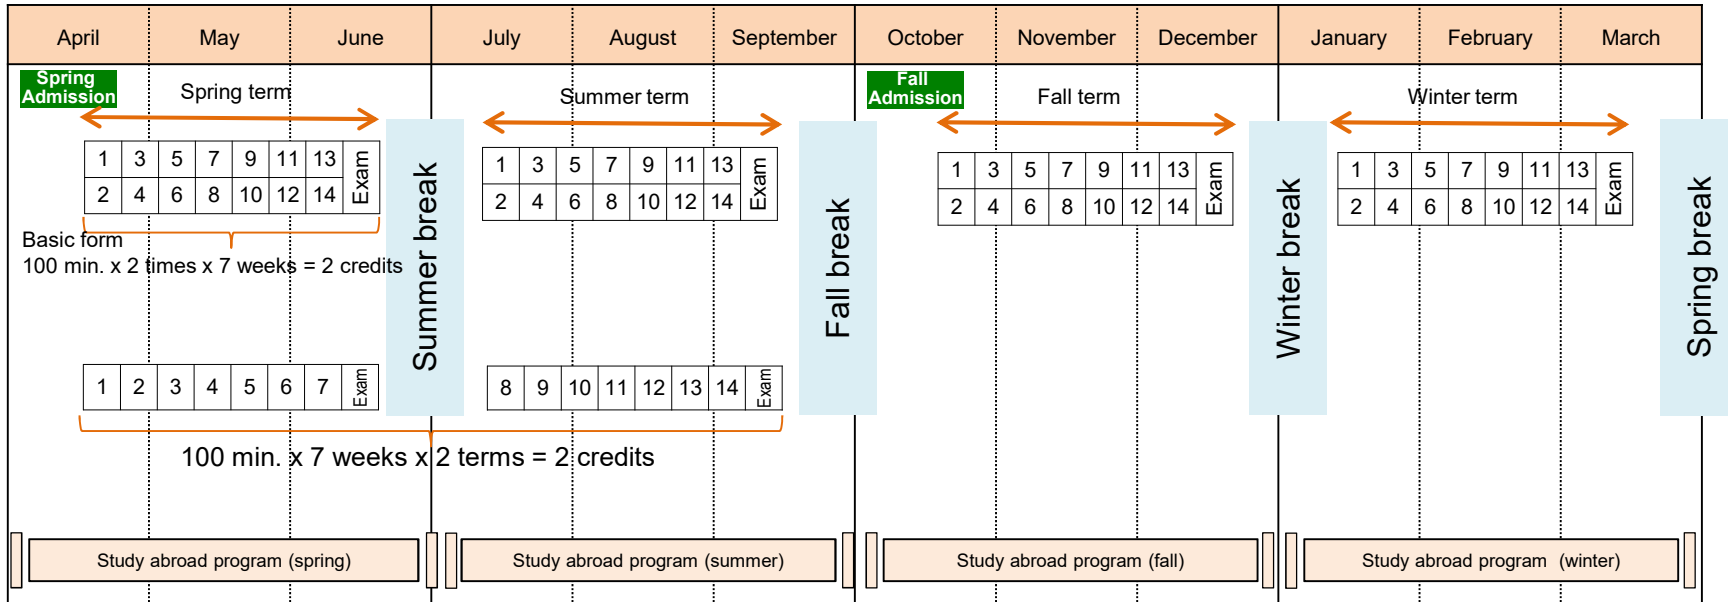 April May June July August September October November December January February March
Spring
Admission
Spring term
Summer term
Fall
Admission
Fall term
Winter term
1 3 5 7 9 11 13 Exam
2 4 6 8 10 12 14
1 3 5 7 9 11 13 Exam
2 4 6 8 10 12 14
1 3 5 7 9 11 13 Exam
2 4 6 8 10 12 14
1 3 5 7 9 11 13 Exam
2 4 6 8 10 12 14
Basic form
100 min. x 2 times x 7 weeks = 2 credits
Summer break
Fall break
Winter break
Spring break
1 2 3 4 5 6 7 Exam
8 9 10 11 12 13 14 Exam
100 min. x 7 weeks x 2 terms = 2 credits
Study abroad program (spring)
Study abroad program (summer)
Study abroad program (fall)
Study abroad program (winter)